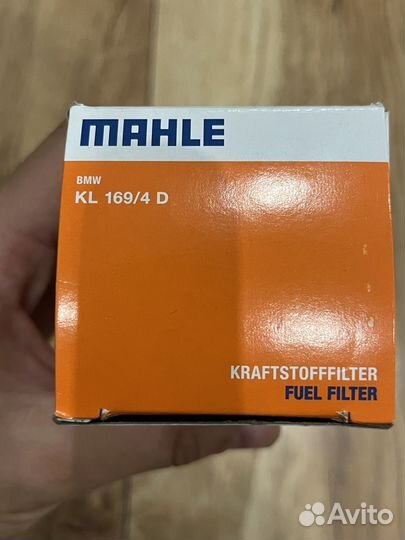 MAHLE
BMW
KL 169/4 D
KRAFTSTOFFFILTER
FUEL FILTER
Avito